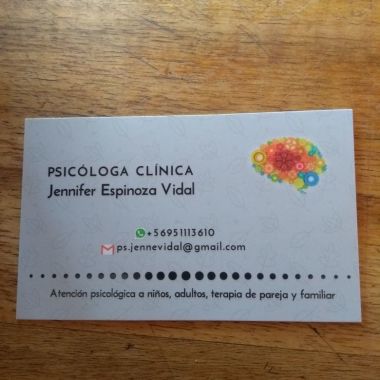 PSICÓLOGA CLÍNICA
Jennifer Espinoza Vidal
+56951113610
ps.jennevidal@gmail.com
Atención psicológica a niños, adultos, terapia de pareja y familiar